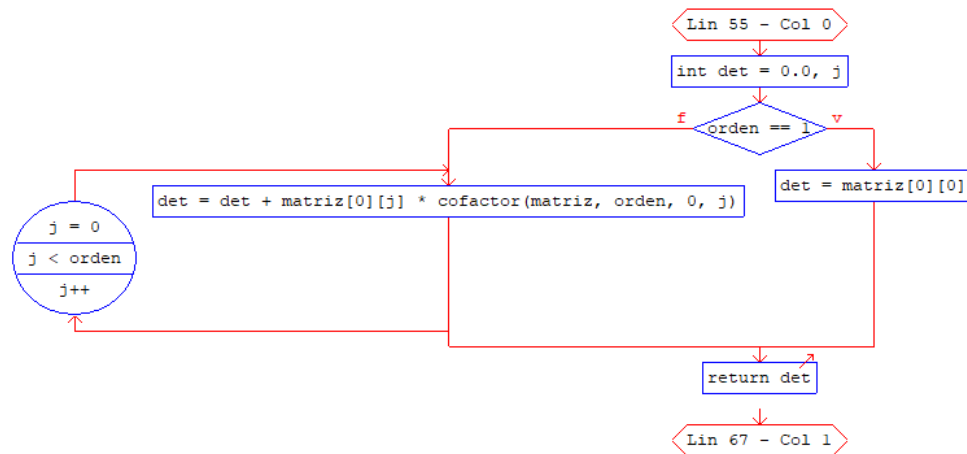 Lin 55 - Col 0
int det = 0.0, j
f
orden == 1
v
det = matriz[0][j] * cofactor(matriz, orden, 0, j)
det = matriz[0][0]
j = 0
j < orden
j++
return det
Lin 67 - Col 1